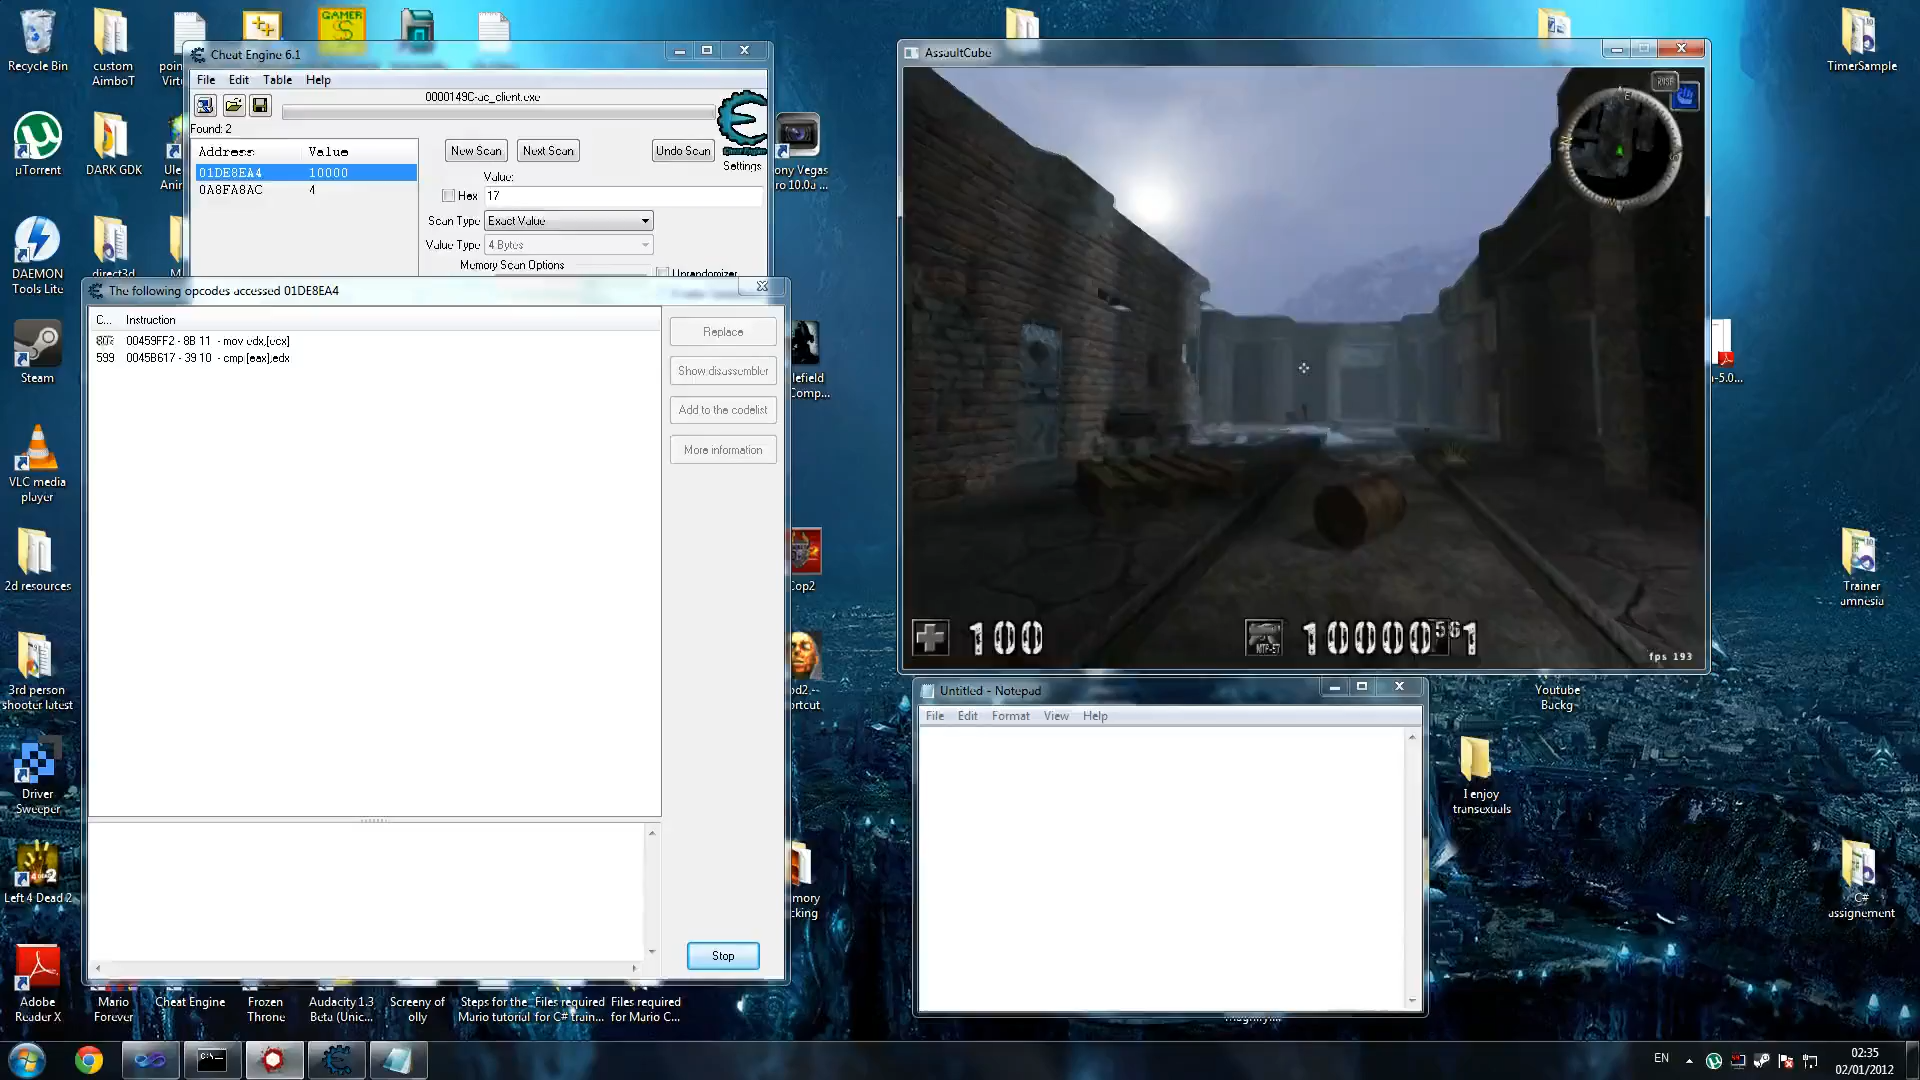 Recycle Bin
custom
AimboT
GAMER
TimerSample
µTorrent
DARK GDK
DAEMON
Tools Lite
Steam
VLC media
player
2d resources
3rd person
shooter latest
Driver
Sweeper
Left 4 Dead 2
Adobe
Reader X
Mario
Forever
Cheat Engine
Frozen
Throne
Audacity 1.3
Beta (Unic...
Screeny of
olly
Steps for the
Mario tutorial
Files required
for C# train...
Files required
for Mario C...
Cheat Engine 6.1
File Edit Table Help
0000149C-ac_client.exe
Found: 2
Address Value
01DE8EA4 10000
0A8FA8AC 4
New Scan Next Scan Undo Scan
Settings
Value:
Hex 17
Scan Type Exact Value
Value Type 4 Bytes
Memory Scan Options
Unrandomizer
The following opcodes accessed 01DE8EA4
C... Instruction
00459FF2 - 8B 11 - mov edx,[ecx]
599 0045B617 - 39 10 - cmp [eax],edx
Replace
Show disassembler
Add to the codelist
More information
Stop
AssaultCube
100
MTP-57
10000
1
fps 193
Untitled - Notepad
File Edit Format View Help
Youtube
Backg
I enjoy
transexuals
Trainer
amnesia
C#
assignement
EN
02:35
02/01/2012